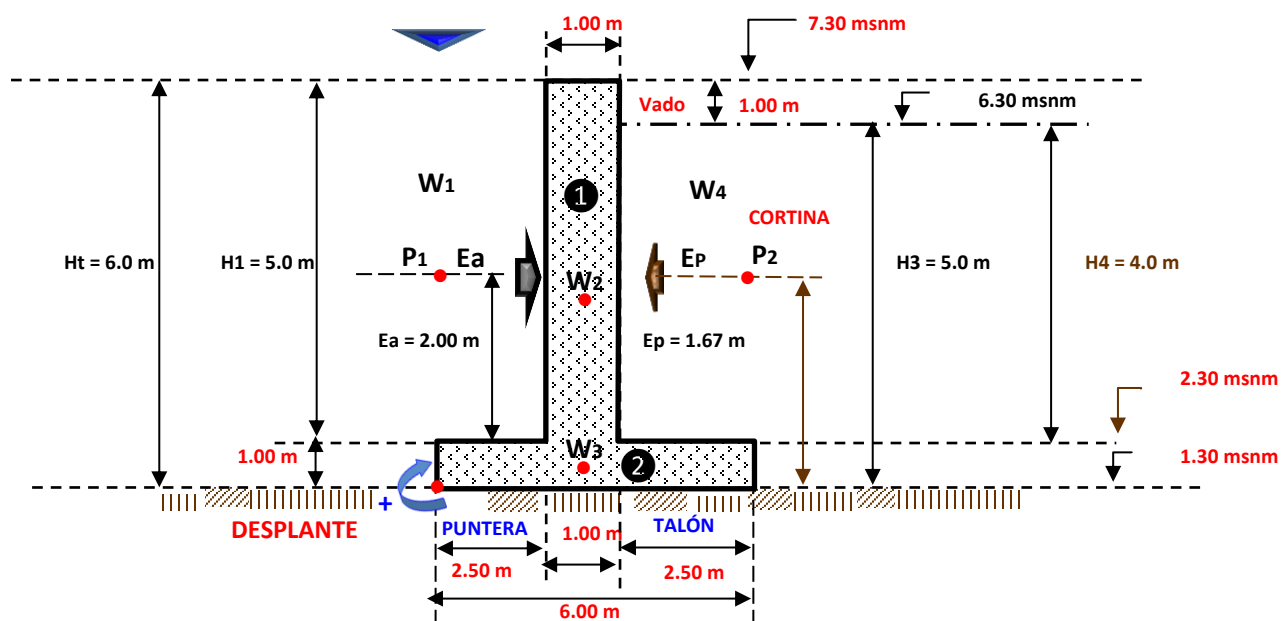 1.00 m
7.30 msnm
Vado
1.00 m
6.30 msnm
W1
1
W4
CORTINA
P1 Ea
EP P2
Ht = 6.0 m
H1 = 5.0 m
W2
H3 = 5.0 m
H4 = 4.0 m
Ea = 2.00 m
Ep = 1.67 m
2.30 msnm
1.00 m
W3
2
1.30 msnm
+
DESPLANTE
PUNTERA
1.00 m
TALÓN
2.50 m
2.50 m
6.00 m